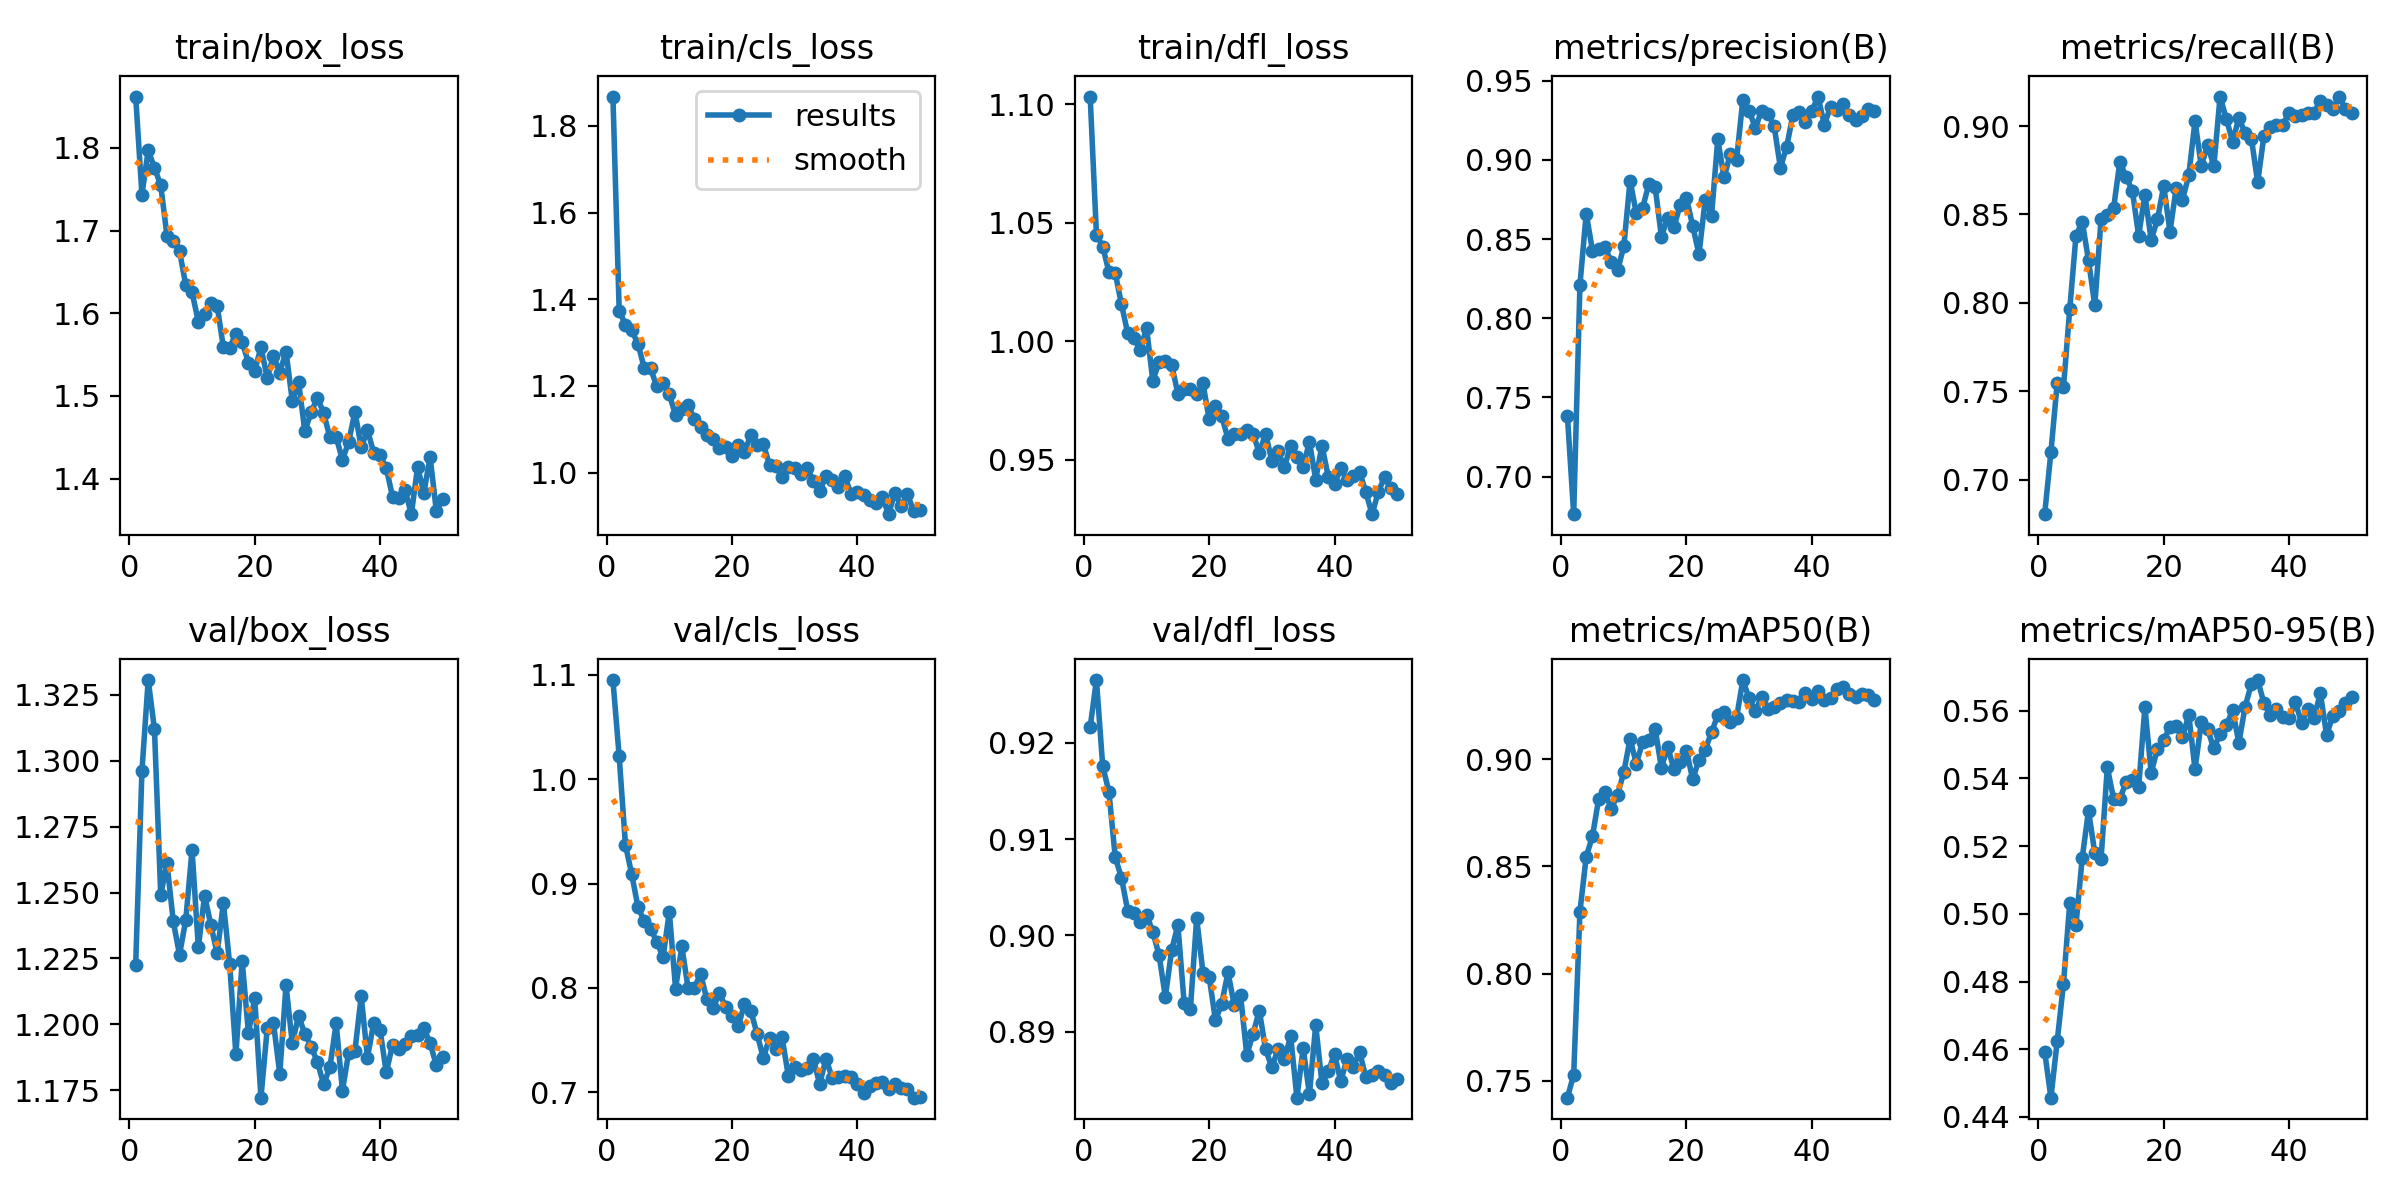 train/box_loss
1.8
1.7
1.6
1.5
1.4
0 20 40
train/cls_loss
results
smooth
1.8
1.6
1.4
1.2
1.0
0 20 40
train/dfl_loss
1.10
1.05
1.00
0.95
0 20 40
metrics/precision(B)
0.95
0.90
0.85
0.80
0.75
0.70
0 20 40
metrics/recall(B)
0.90
0.85
0.80
0.75
0.70
0 20 40
val/box_loss
1.325
1.300
1.275
1.250
1.225
1.200
1.175
0 20 40
val/cls_loss
1.1
1.0
0.9
0.8
0.7
0 20 40
val/dfl_loss
0.92
0.91
0.90
0.89
0 20 40
metrics/mAP50(B)
0.90
0.85
0.80
0.75
0 20 40
metrics/mAP50-95(B)
0.56
0.54
0.52
0.50
0.48
0.46
0.44
0 20 40